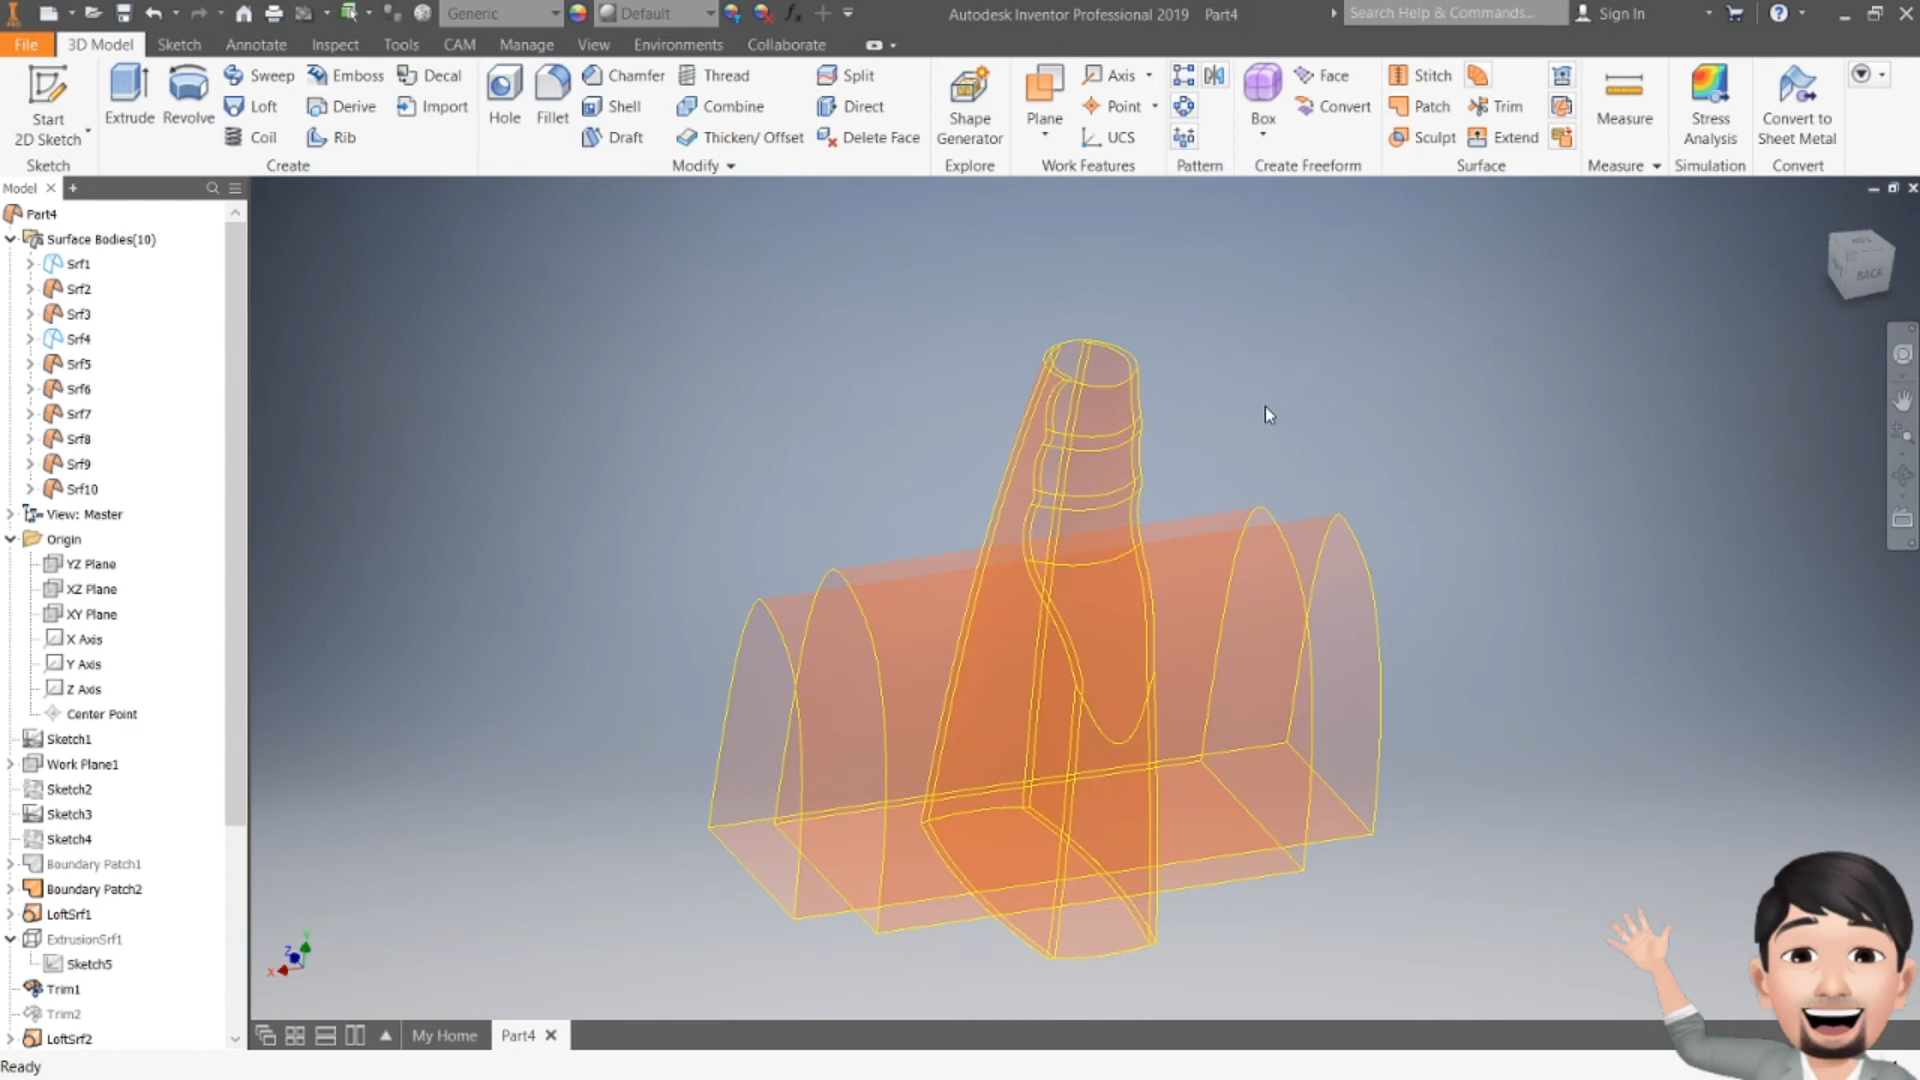 Generic
Default
Autodesk Inventor Professional 2019 Part4
Search Help & Commands...
Sign In
File 3D Model Sketch Annotate Inspect Tools CAM Manage View Environments Collaborate
Start
2D Sketch
Sketch
Extrude
Revolve
Sweep
Loft
Coil
Emboss
Derive
Rib
Decal
Import
Create
Hole
Fillet
Chamfer
Shell
Draft
Thread
Combine
Thicken/ Offset
Split
Direct
Delete Face
Modify
Shape
Generator
Explore
Plane
Axis
Point
UCS
Work Features
Pattern
Box
Face
Convert
Create Freeform
Stitch
Patch
Sculpt
Trim
Extend
Surface
Measure
Measure
Stress
Analysis
Simulation
Convert to
Sheet Metal
Convert
Model
Part4
Surface Bodies(10)
Srf1
Srf2
Srf3
Srf4
Srf5
Srf6
Srf7
Srf8
Srf9
Srf10
View: Master
Origin
YZ Plane
XZ Plane
XY Plane
X Axis
Y Axis
Z Axis
Center Point
Sketch1
Work Plane1
Sketch2
Sketch3
Sketch4
Boundary Patch1
Boundary Patch2
LoftSrf1
ExtrusionSrf1
Sketch5
Trim1
Trim2
LoftSrf2
BACK
Y
Z
X
My Home
Part4
Ready